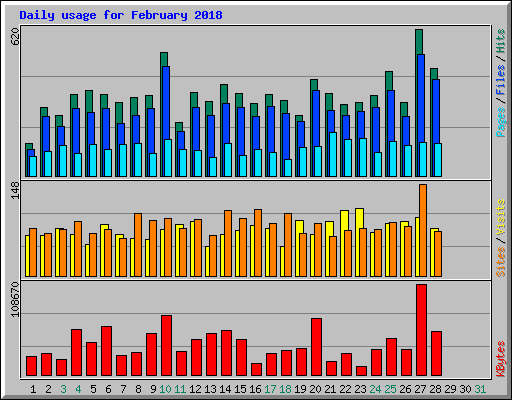 Daily usage for February 2018
620
Pages / Files / Hits
148
Sites / Visits
108670
KBytes
1 2 3 4 5 6 7 8 9 10 11 12 13 14 15 16 17 18 19 20 21 22 23 24 25 26 27 28 29 30 31